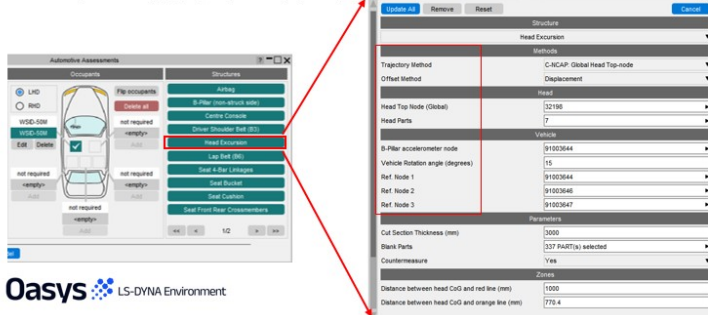 Automotive Assessments
?
Occupants
Structures
LHD
RHD
Flip occupants
Delete all
WSID-50M
WSID-50M
Edit
Delete
not required
<empty>
Add
not required
<empty>
Add
not required
<empty>
Add
not required
<empty>
Add
Airbag
B-Pillar (non-struck side)
Centre Console
Driver Shoulder Belt (B3)
Head Excursion
Lap Belt (B6)
Seat 4-Bar Linkages
Seat Bucket
Seat Cushion
Seat Front Rear Crossmembers
<< < 1/2 > >>
Oasys LS-DYNA Environment
Update All Remove Reset Cancel
Structure
Head Excursion
Methods
Trajectory Method C-NCAP: Global Head Top-node
Offset Method Displacement
Head
Head Top Node (Global) 32198
Head Parts 7
Vehicle
B-Pillar accelerometer node 91003644
Vehicle Rotation angle (degrees) 15
Ref. Node 1 91003644
Ref. Node 2 91003646
Ref. Node 3 91003647
Parameters
Cut Section Thickness (mm) 3000
Blank Parts 337 PART(s) selected
Countermeasure Yes
Zones
Distance between head CoG and red line (mm) 1000
Distance between head CoG and orange line (mm) 770.4